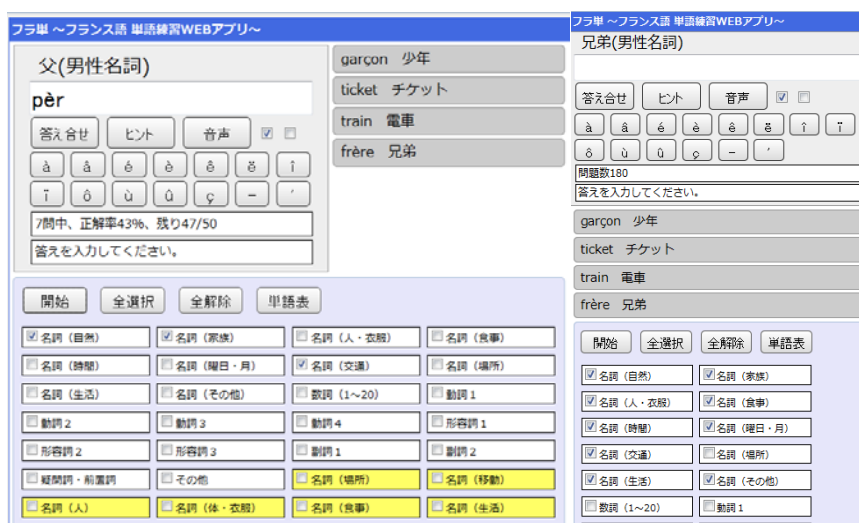 フラ単 ～フランス語 単語練習WEBアプリ～
父(男性名詞)
pèr
答え合せ ヒント 音声
à â é è ê ë î
ï ô ù û ç - ´
7問中、正解率43%、残り47/50
答えを入力してください。
garçon 少年
ticket チケット
train 電車
frère 兄弟
開始 全選択 全解除 単語表
名詞（自然） 名詞（家族） 名詞（人・衣服） 名詞（食事）
名詞（時間） 名詞（曜日・月） 名詞（交通） 名詞（場所）
名詞（生活） 名詞（その他） 数詞（1～20） 動詞１
動詞２ 動詞３ 動詞４ 形容詞１
形容詞２ 形容詞３ 副詞１ 副詞２
疑問詞・前置詞 その他 名詞（場所） 名詞（移動）
名詞（人） 名詞（体・衣服） 名詞（食事） 名詞（生活）
フラ単 ～フランス語 単語練習WEBアプリ～
兄弟(男性名詞)
答え合せ ヒント 音声
à â é è ê ë î ï
ô ù û ç - ´
問題数180
答えを入力してください。
garçon 少年
ticket チケット
train 電車
frère 兄弟
開始 全選択 全解除 単語表
名詞（自然） 名詞（家族）
名詞（人・衣服） 名詞（食事）
名詞（時間） 名詞（曜日・月）
名詞（交通） 名詞（場所）
名詞（生活） 名詞（その他）
数詞（1～20） 動詞１